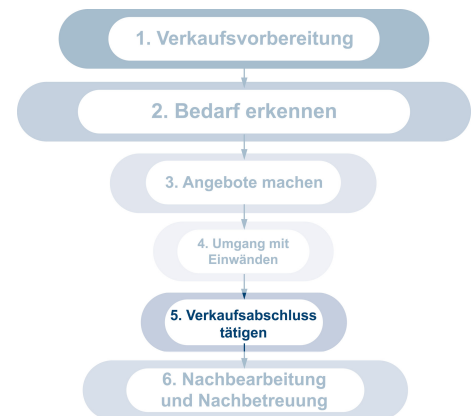 1. Verkaufsvorbereitung
2. Bedarf erkennen
3. Angebote machen
4. Umgang mit
Einwänden
5. Verkaufsabschluss
tätigen
6. Nachbearbeitung
und Nachbetreuung